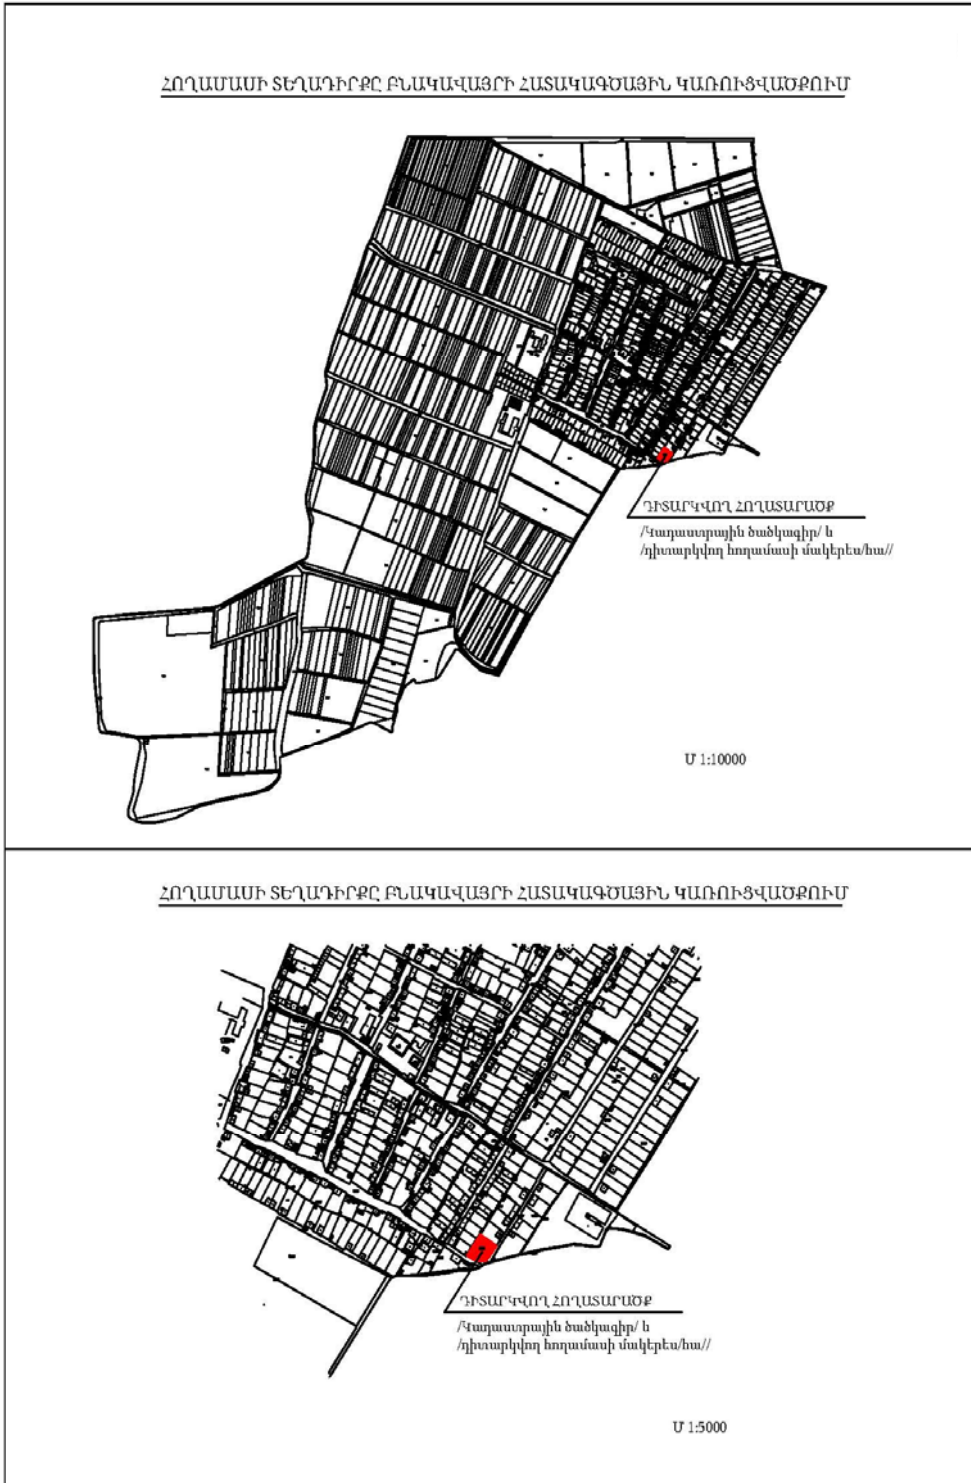 ՀՈՂԱՄԱՍԻ ՏԵՂԱԴԻՐՔԸ ԲՆԱԿԱՎԱՅՐԻ ՀԱՏԱԿԱԳԾԱՅԻՆ ԿԱՌՈՒՑՎԱԾՔՈՒՄ
ԴԻՏԱՐԿՎՈՂ ՀՈՂԱՏԱՐԱԾՔ
/Կադաստրային ծածկագիր/ և
/դիտարկվող հողամասի մակերես/հա//
Մ 1:10000
ՀՈՂԱՄԱՍԻ ՏԵՂԱԴԻՐՔԸ ԲՆԱԿԱՎԱՅՐԻ ՀԱՏԱԿԱԳԾԱՅԻՆ ԿԱՌՈՒՑՎԱԾՔՈՒՄ
ԴԻՏԱՐԿՎՈՂ ՀՈՂԱՏԱՐԱԾՔ
/Կադաստրային ծածկագիր/ և
/դիտարկվող հողամասի մակերես/հա//
Մ 1:5000